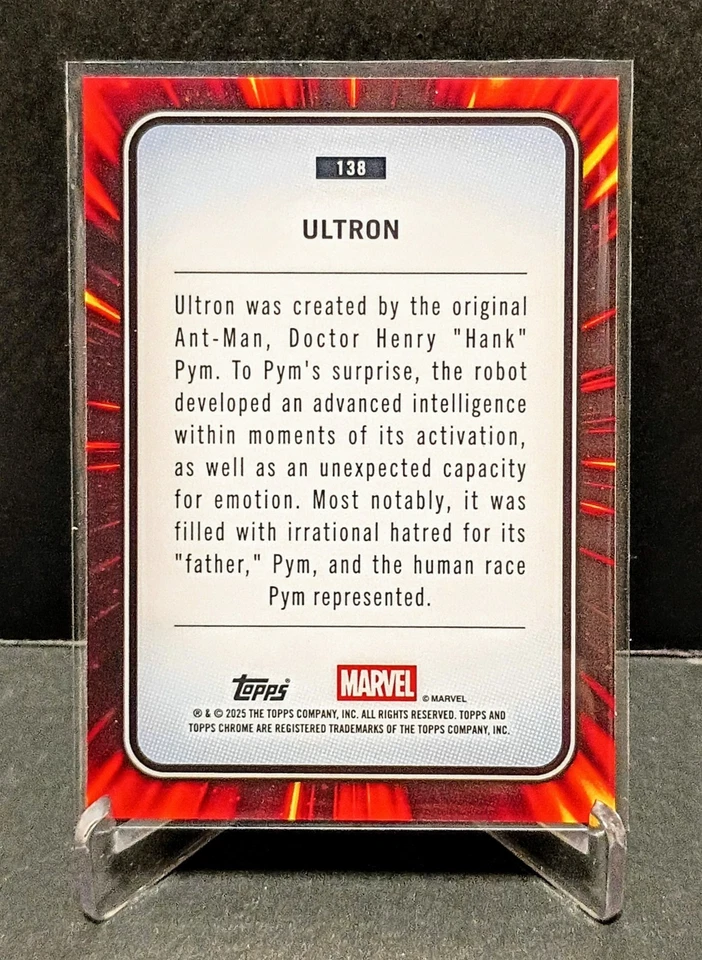 138
ULTRON
Ultron was created by the original
Ant-Man, Doctor Henry "Hank"
Pym. To Pym's surprise, the robot
developed an advanced intelligence
within moments of its activation,
as well as an unexpected capacity
for emotion. Most notably, it was
filled with irrational hatred for its
"father," Pym, and the human race
Pym represented.
Topps® MARVEL © MARVEL
® & © 2025 THE TOPPS COMPANY, INC. ALL RIGHTS RESERVED. TOPPS AND
TOPPS CHROME ARE REGISTERED TRADEMARKS OF THE TOPPS COMPANY, INC.